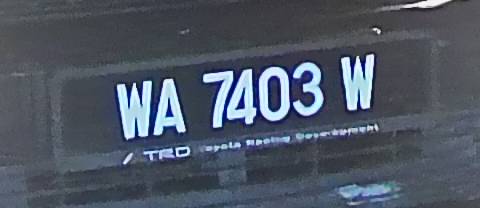 WA 7403 W
TRD Toyota Racing Development